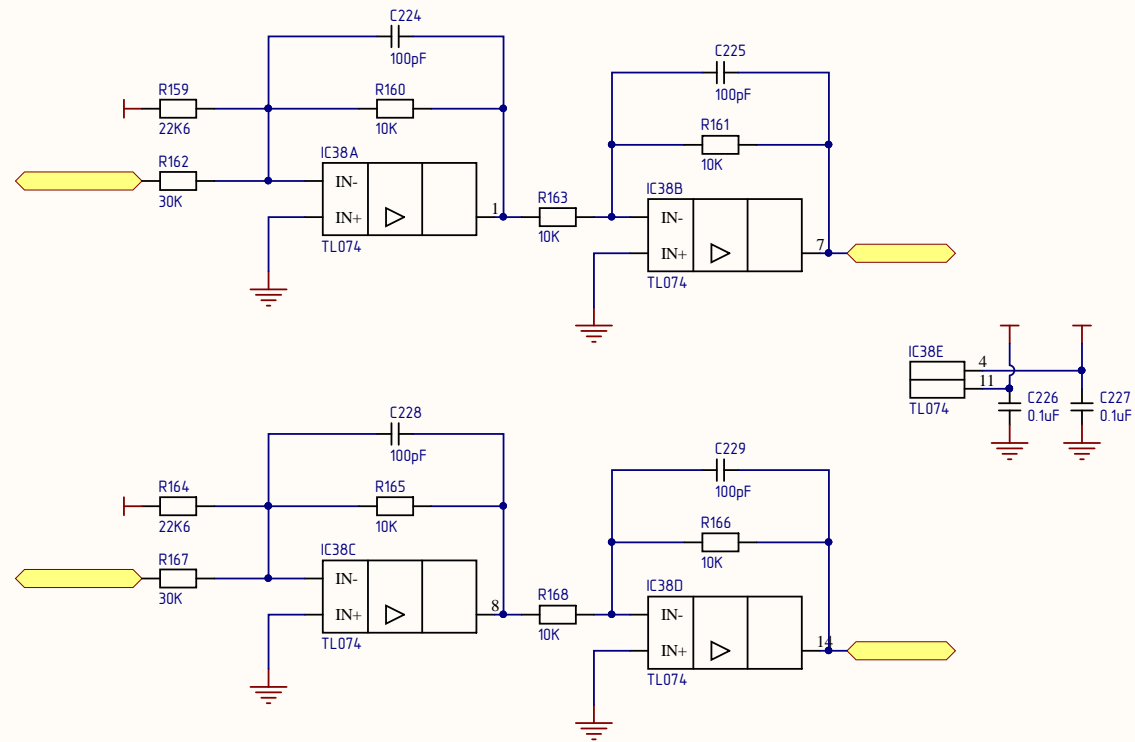 C224
100pF
C225
100pF
R159
22K6
R160
10K
R161
10K
R162
30K
IC38A
IN-
IN+
1
TL074
R163
10K
IC38B
IN-
IN+
7
TL074
IC38E
4
11
TL074
C226
0.1uF
C227
0.1uF
C228
100pF
C229
100pF
R164
22K6
R165
10K
R166
10K
R167
30K
IC38C
IN-
IN+
8
TL074
R168
10K
IC38D
IN-
IN+
14
TL074